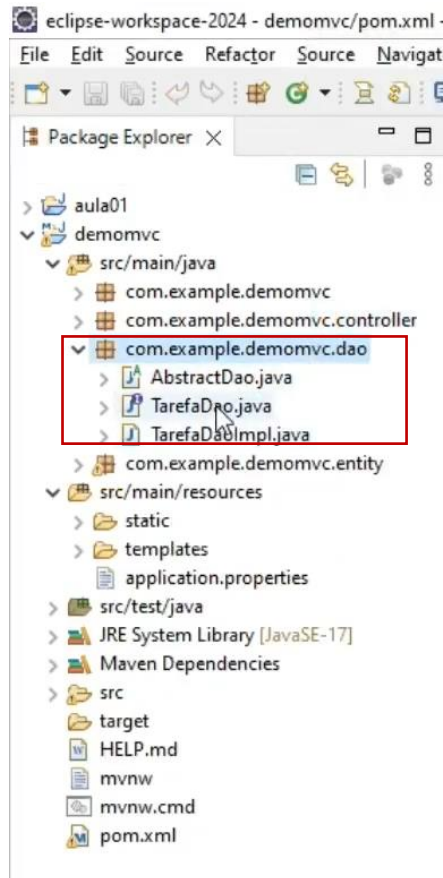 eclipse-workspace-2024 - demomvc/pom.xml -
File Edit Source Refactor Source Navigat
Package Explorer
aula01
demomvc
src/main/java
com.example.demomvc
com.example.demomvc.controller
com.example.demomvc.dao
AbstractDao.java
TarefaDao.java
TarefaDaoImpl.java
com.example.demomvc.entity
src/main/resources
static
templates
application.properties
src/test/java
JRE System Library [JavaSE-17]
Maven Dependencies
src
target
HELP.md
mvnw
mvnw.cmd
pom.xml